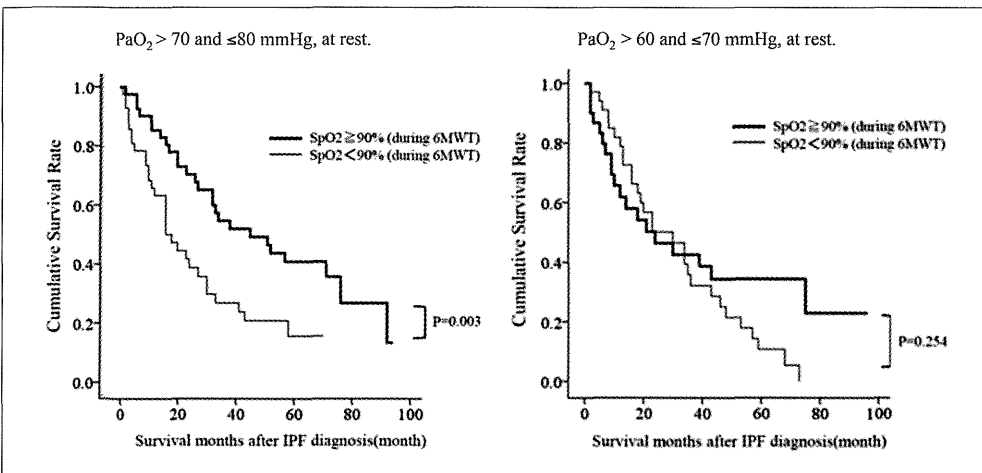 PaO2 > 70 and ≤80 mmHg, at rest.
Cumulative Survival Rate
1.0
0.8
0.6
0.4
0.2
0.0
SpO2≧90% (during 6MWT)
SpO2<90% (during 6MWT)
P=0.003
0 20 40 60 80 100
Survival months after IPF diagnosis(month)
PaO2 > 60 and ≤70 mmHg, at rest.
Cumulative Survival Rate
1.0
0.8
0.6
0.4
0.2
0.0
SpO2≧90% (during 6MWT)
SpO2<90% (during 6MWT)
P=0.254
0 20 40 60 80 100
Survival months after IPF diagnosis(month)